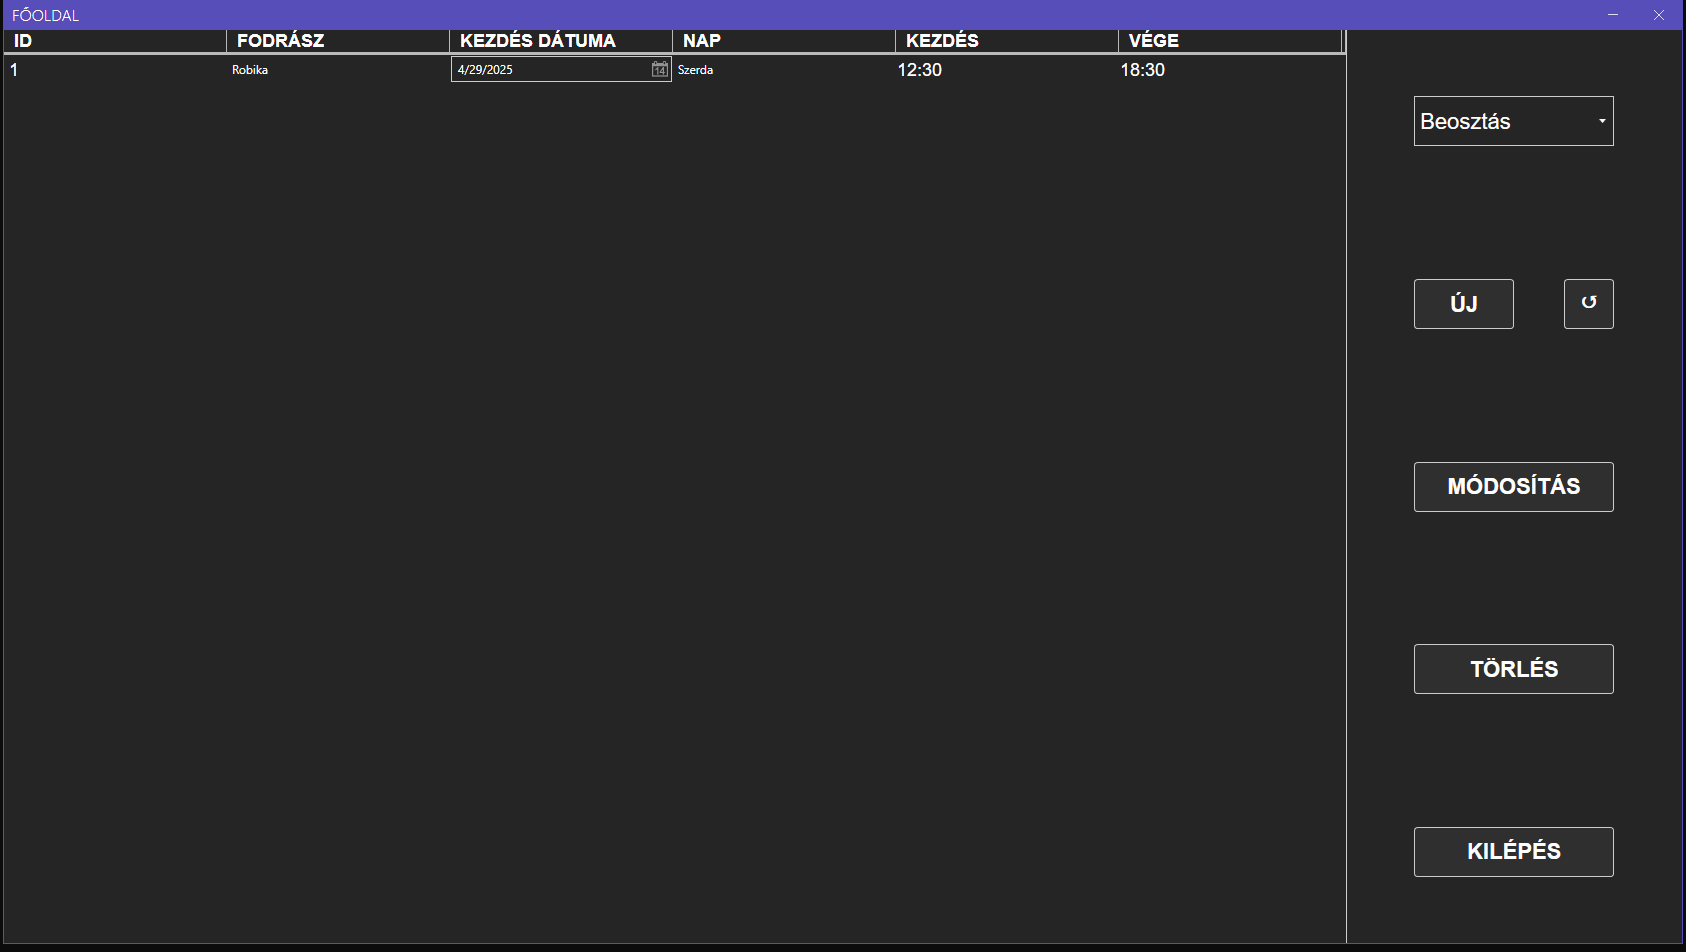 FŐOLDAL
ID FODRÁSZ KEZDÉS DÁTUMA NAP KEZDÉS VÉGE
1 Robika 4/29/2025 14 Szerda 12:30 18:30
Beosztás
ÚJ ↺
MÓDOSÍTÁS
TÖRLÉS
KILÉPÉS